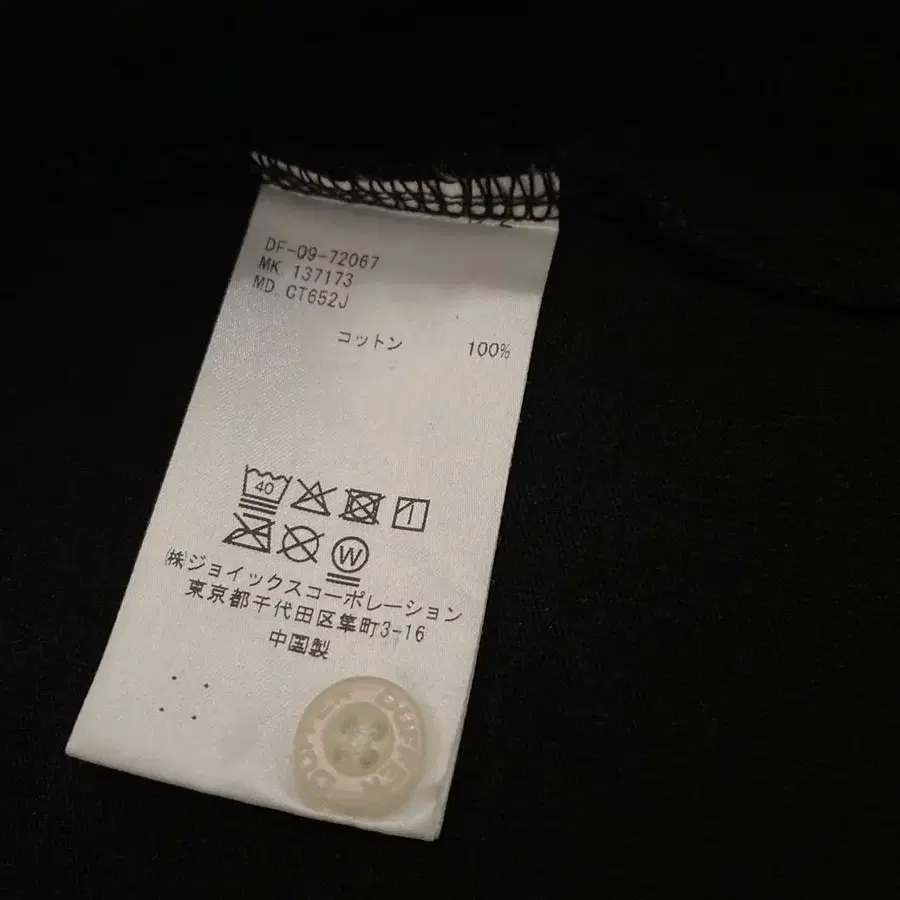 DF-09-72067
MK. 137173
MD. CT652J
コットン 100%
40
W
㈱ジョイックスコーポレーション
東京都千代田区隼町3-16
中国製